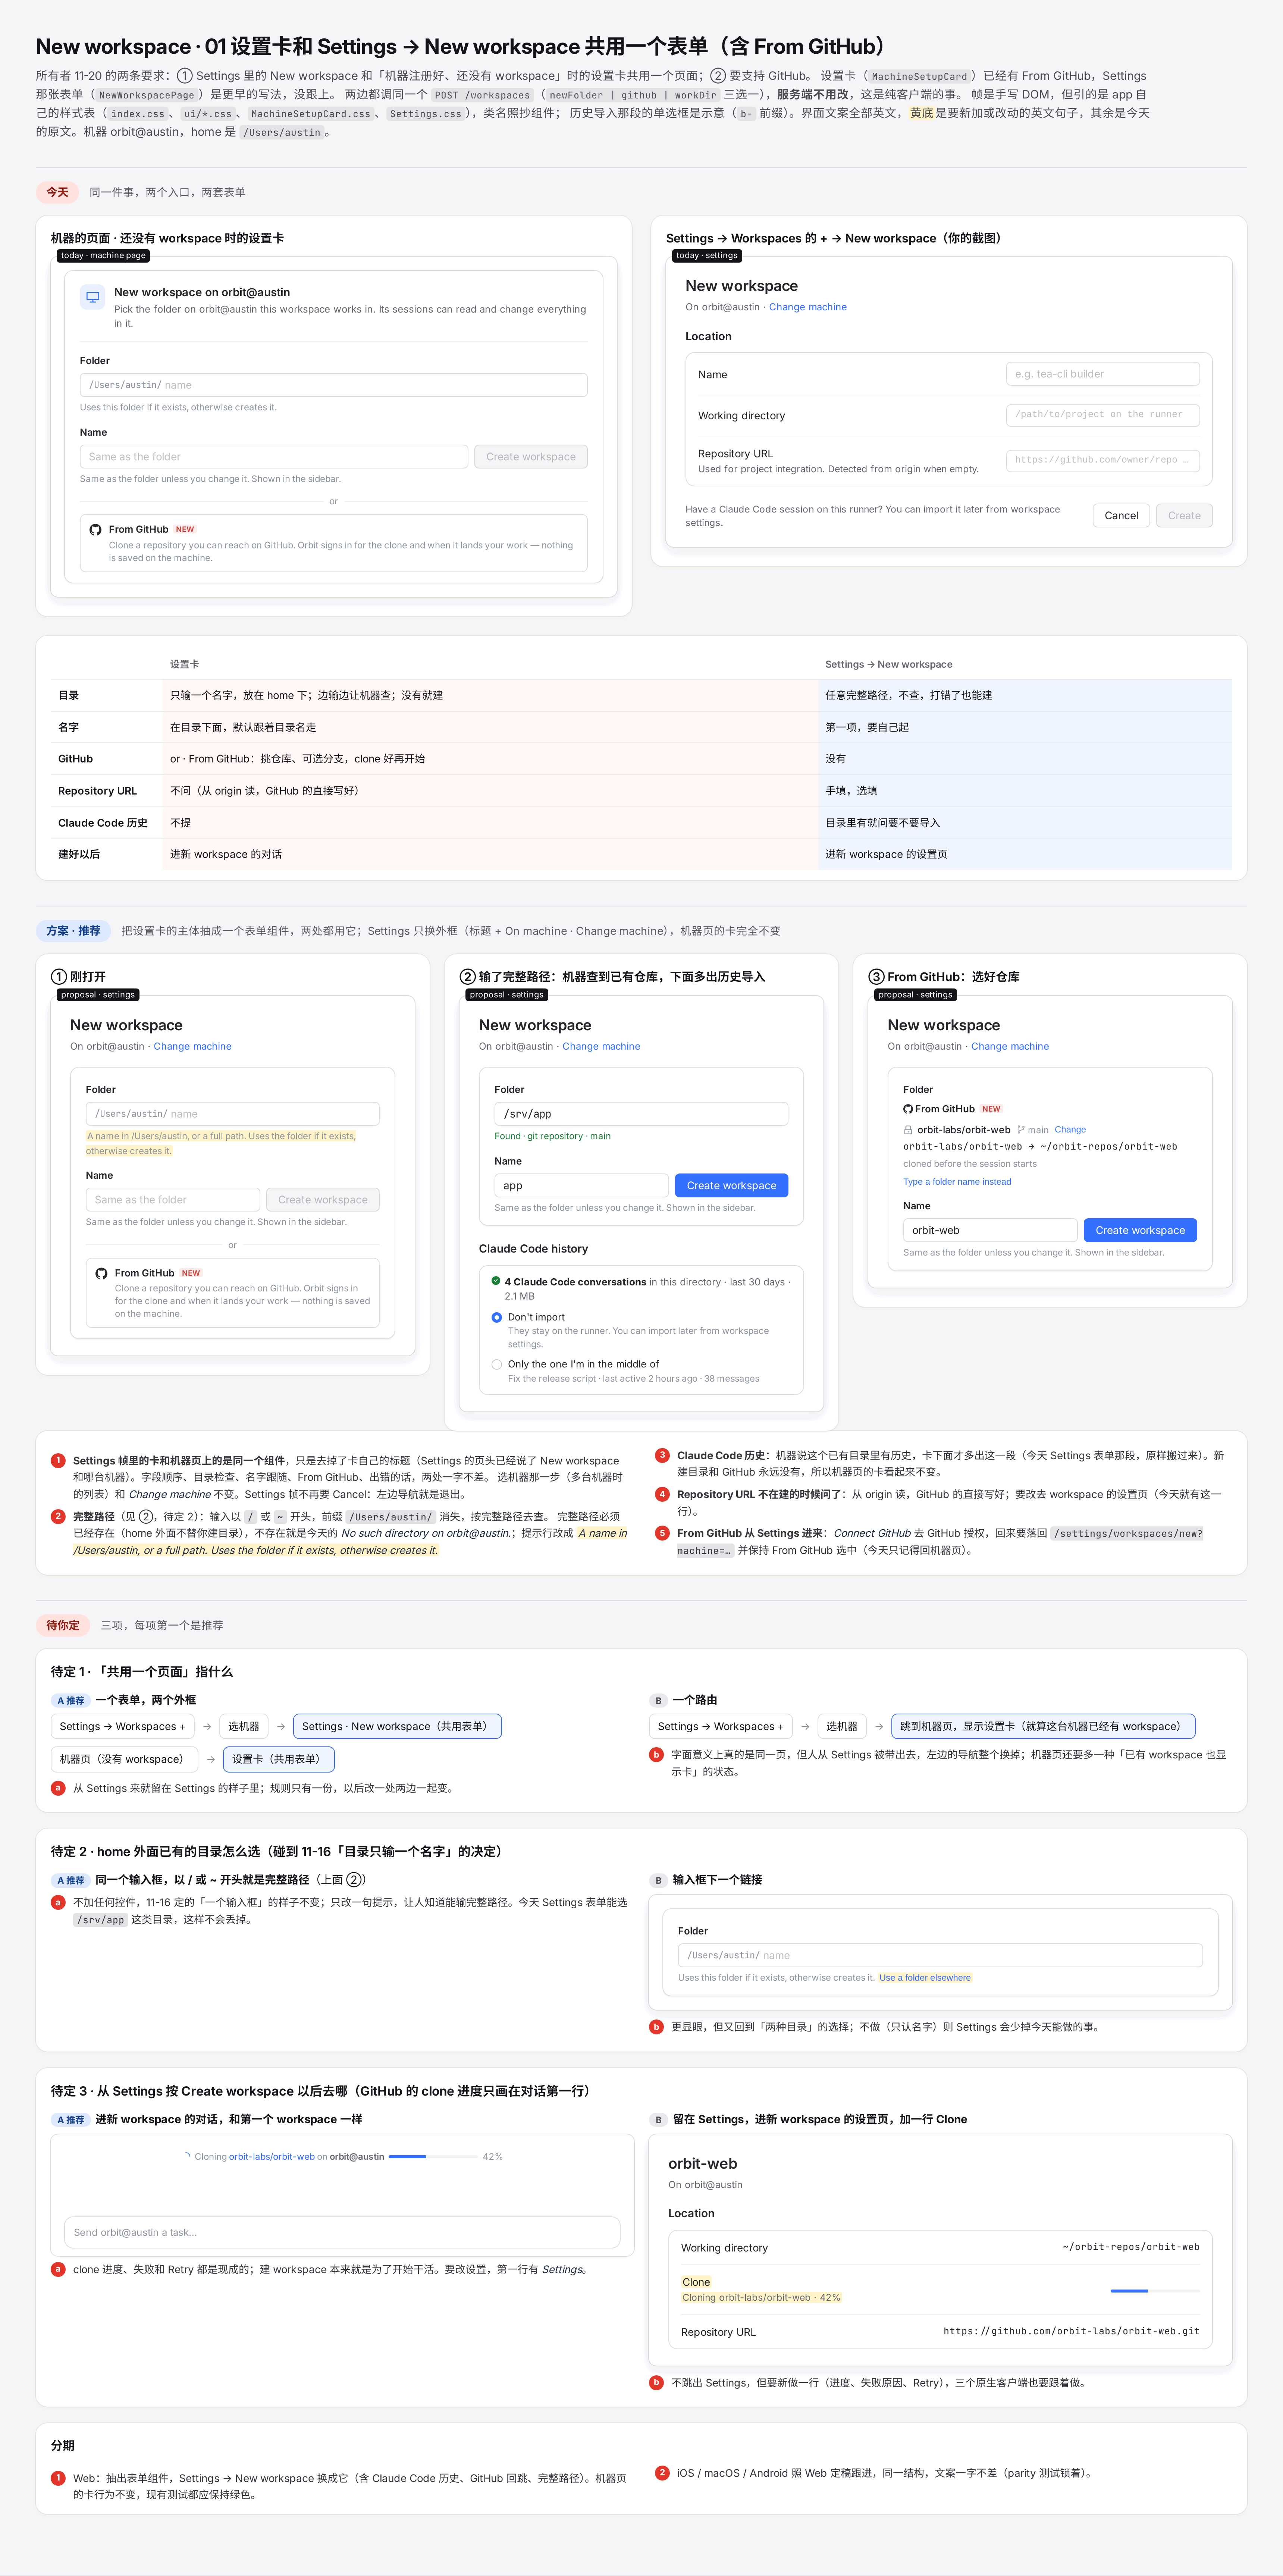 New workspace · 01 设置卡和 Settings → New workspace 共用一个表单（含 From GitHub）
所有者 11-20 的两条要求：① Settings 里的 New workspace 和「机器注册好、还没有 workspace」时的设置卡共用一个页面；② 要支持 GitHub。 设置卡（ MachineSetupCard ）已经有 From GitHub，Settings
那张表单（ NewWorkspacePage ）是更早的写法，没跟上。 两边都调同一个 POST /workspaces （ newFolder | github | workDir 三选一），服务端不用改，这是纯客户端的事。 帧是手写 DOM，但引的是 app 自
己的样式表（ index.css 、 ui/*.css 、 MachineSetupCard.css 、 Settings.css ），类名照抄组件； 历史导入那段的单选框是示意（ b- 前缀）。界面文案全部英文， 黄底 是要新加或改动的英文句子，其余是今天
的原文。机器 orbit@austin，home 是 /Users/austin 。
今天 同一件事，两个入口，两套表单
机器的页面 · 还没有 workspace 时的设置卡
today · machine page
New workspace on orbit@austin
Pick the folder on orbit@austin this workspace works in. Its sessions can read and change everything
in it.
Folder
/Users/austin/ name
Uses this folder if it exists, otherwise creates it.
Name
Same as the folder Create workspace
Same as the folder unless you change it. Shown in the sidebar.
or
From GitHub NEW
Clone a repository you can reach on GitHub. Orbit signs in for the clone and when it lands your work — nothing
is saved on the machine.
Settings → Workspaces 的 + → New workspace（你的截图）
today · settings
New workspace
On orbit@austin · Change machine
Location
Name e.g. tea-cli builder
Working directory /path/to/project on the runner
Repository URL
Used for project integration. Detected from origin when empty. https://github.com/owner/repo …
Have a Claude Code session on this runner? You can import it later from workspace
settings.
Cancel Create
设置卡 Settings → New workspace
目录 只输一个名字，放在 home 下；边输边让机器查；没有就建 任意完整路径，不查，打错了也能建
名字 在目录下面，默认跟着目录名走 第一项，要自己起
GitHub or · From GitHub：挑仓库、可选分支，clone 好再开始 没有
Repository URL 不问（从 origin 读，GitHub 的直接写好） 手填，选填
Claude Code 历史 不提 目录里有就问要不要导入
建好以后 进新 workspace 的对话 进新 workspace 的设置页
方案 · 推荐 把设置卡的主体抽成一个表单组件，两处都用它；Settings 只换外框（标题 + On machine · Change machine），机器页的卡完全不变
① 刚打开
proposal · settings
New workspace
On orbit@austin · Change machine
Folder
/Users/austin/ name
A name in /Users/austin, or a full path. Uses the folder if it exists,
otherwise creates it.
Name
Same as the folder Create workspace
Same as the folder unless you change it. Shown in the sidebar.
or
From GitHub NEW
Clone a repository you can reach on GitHub. Orbit signs in
for the clone and when it lands your work — nothing is saved
on the machine.
② 输了完整路径：机器查到已有仓库，下面多出历史导入
proposal · settings
New workspace
On orbit@austin · Change machine
Folder
/srv/app
Found · git repository · main
Name
app Create workspace
Same as the folder unless you change it. Shown in the sidebar.
Claude Code history
4 Claude Code conversations in this directory · last 30 days ·
2.1 MB
Don't import
They stay on the runner. You can import later from workspace
settings.
Only the one I'm in the middle of
Fix the release script · last active 2 hours ago · 38 messages
③ From GitHub：选好仓库
proposal · settings
New workspace
On orbit@austin · Change machine
Folder
From GitHub NEW
orbit-labs/orbit-web main Change
orbit-labs/orbit-web → ~/orbit-repos/orbit-web
cloned before the session starts
Type a folder name instead
Name
orbit-web Create workspace
Same as the folder unless you change it. Shown in the sidebar.
1 Settings 帧里的卡和机器页上的是同一个组件，只是去掉了卡自己的标题（Settings 的页头已经说了 New workspace
和哪台机器）。字段顺序、目录检查、名字跟随、From GitHub、出错的话，两处一字不差。 选机器那一步（多台机器时
的列表）和 Change machine 不变。Settings 帧不再要 Cancel：左边导航就是退出。
2 完整路径（见 ②，待定 2）：输入以 / 或 ~ 开头，前缀 /Users/austin/ 消失，按完整路径去查。 完整路径必须
已经存在（home 外面不替你建目录），不存在就是今天的 No such directory on orbit@austin.；提示行改成 A name in
/Users/austin, or a full path. Uses the folder if it exists, otherwise creates it.
3 Claude Code 历史：机器说这个已有目录里有历史，卡下面才多出这一段（今天 Settings 表单那段，原样搬过来）。新
建目录和 GitHub 永远没有，所以机器页的卡看起来不变。
4 Repository URL 不在建的时候问了：从 origin 读，GitHub 的直接写好；要改去 workspace 的设置页（今天就有这一
行）。
5 From GitHub 从 Settings 进来：Connect GitHub 去 GitHub 授权，回来要落回 /settings/workspaces/new?
machine=… 并保持 From GitHub 选中（今天只记得回机器页）。
待你定 三项，每项第一个是推荐
待定 1 · 「共用一个页面」指什么
A 推荐 一个表单，两个外框
Settings → Workspaces + → 选机器 → Settings · New workspace（共用表单）
机器页（没有 workspace） → 设置卡（共用表单）
a 从 Settings 来就留在 Settings 的样子里；规则只有一份，以后改一处两边一起变。
B 一个路由
Settings → Workspaces + → 选机器 → 跳到机器页，显示设置卡（就算这台机器已经有 workspace）
b 字面意义上真的是同一页，但人从 Settings 被带出去，左边的导航整个换掉；机器页还要多一种「已有 workspace 也显
示卡」的状态。
待定 2 · home 外面已有的目录怎么选（碰到 11-16「目录只输一个名字」的决定）
A 推荐 同一个输入框，以 / 或 ~ 开头就是完整路径（上面 ②）
a 不加任何控件，11-16 定的「一个输入框」的样子不变；只改一句提示，让人知道能输完整路径。今天 Settings 表单能选
/srv/app 这类目录，这样不会丢掉。
B 输入框下一个链接
Folder
/Users/austin/ name
Uses this folder if it exists, otherwise creates it. Use a folder elsewhere
b 更显眼，但又回到「两种目录」的选择；不做（只认名字）则 Settings 会少掉今天能做的事。
待定 3 · 从 Settings 按 Create workspace 以后去哪（GitHub 的 clone 进度只画在对话第一行）
A 推荐 进新 workspace 的对话，和第一个 workspace 一样
Cloning orbit-labs/orbit-web on orbit@austin 42%
Send orbit@austin a task…
a clone 进度、失败和 Retry 都是现成的；建 workspace 本来就是为了开始干活。要改设置，第一行有 Settings。
B 留在 Settings，进新 workspace 的设置页，加一行 Clone
orbit-web
On orbit@austin
Location
Working directory ~/orbit-repos/orbit-web
Clone
Cloning orbit-labs/orbit-web · 42%
Repository URL https://github.com/orbit-labs/orbit-web.git
b 不跳出 Settings，但要新做一行（进度、失败原因、Retry），三个原生客户端也要跟着做。
分期
1 Web：抽出表单组件，Settings → New workspace 换成它（含 Claude Code 历史、GitHub 回跳、完整路径）。机器页
的卡行为不变，现有测试都应保持绿色。
2 iOS / macOS / Android 照 Web 定稿跟进，同一结构，文案一字不差（parity 测试锁着）。